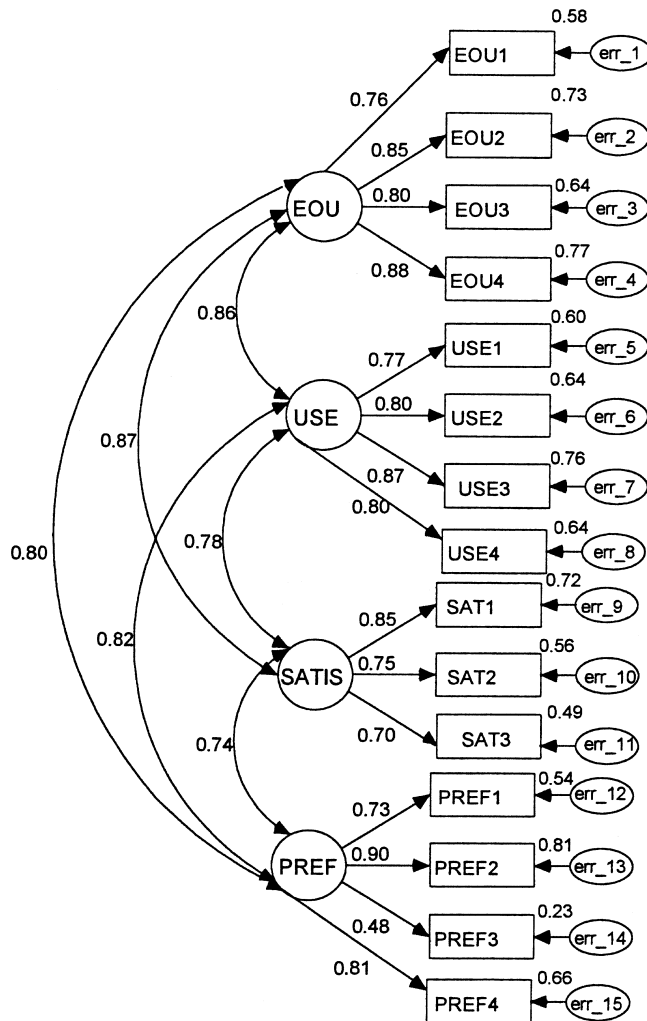 0.58
EOU1
err_1
0.76
0.73
EOU2
err_2
0.85
0.64
EOU3
err_3
0.80
EOU
0.77
EOU4
err_4
0.88
0.86
0.60
USE1
err_5
0.77
0.64
USE2
err_6
0.80
USE
0.87
0.76
USE3
err_7
0.87
0.80
0.64
USE4
err_8
0.80
0.78
0.72
SAT1
err_9
0.85
0.82
0.56
SAT2
err_10
0.75
SATIS
0.49
SAT3
err_11
0.70
0.74
0.54
PREF1
err_12
0.73
0.81
PREF2
err_13
0.90
PREF
0.23
PREF3
err_14
0.48
0.66
PREF4
err_15
0.81